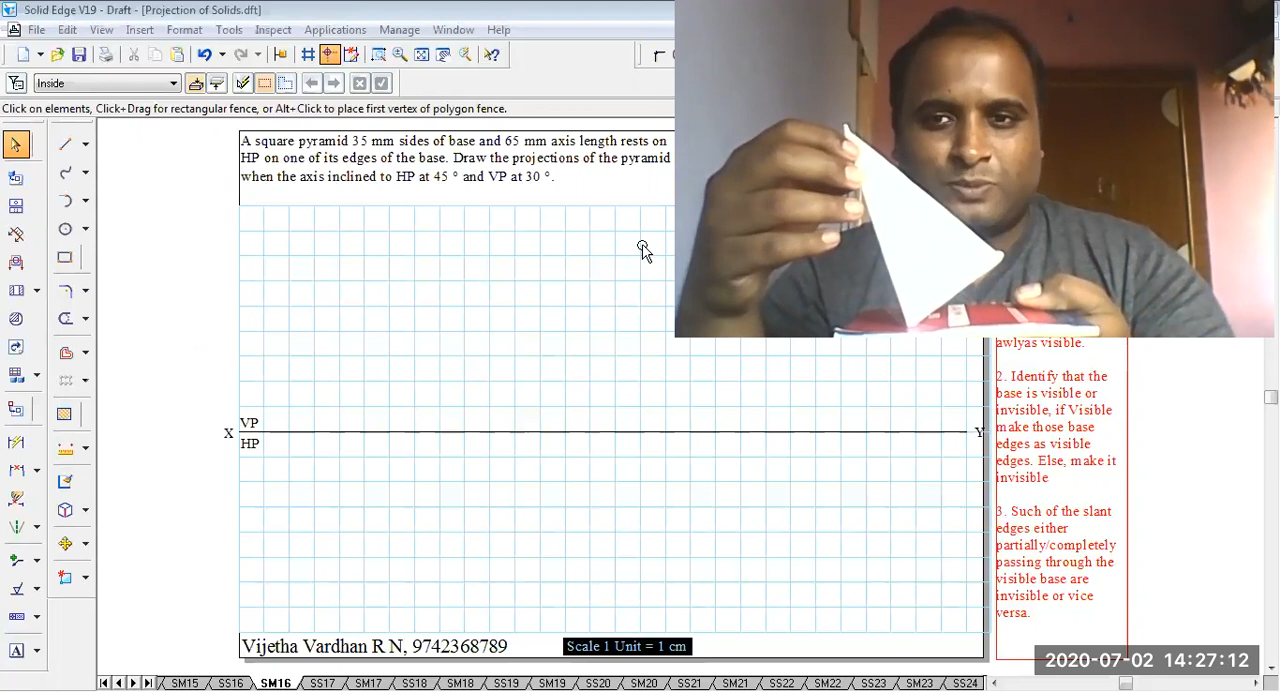 Solid Edge V19 - Draft - [Projection of Solids.dft]
File Edit View Insert Format Tools Inspect Applications Manage Window Help
Inside
Click on elements, Click+Drag for rectangular fence, or Alt+Click to place first vertex of polygon fence.
A square pyramid 35 mm sides of base and 65 mm axis length rests on
HP on one of its edges of the base. Draw the projections of the pyramid
when the axis inclined to HP at 45 ° and VP at 30 °.
awlyas visible.
2. Identify that the
base is visible or
invisible, if Visible
make those base
edges as visible
edges. Else, make it
invisible
3. Such of the slant
edges either
partially/completely
passing through the
visible base are
invisible or vice
versa.
VP
X Y
HP
Vijetha Vardhan R N, 9742368789
Scale 1 Unit = 1 cm
2020-07-02 14:27:12
SM15 SS16 SM16 SS17 SM17 SS18 SM18 SS19 SM19 SS20 SM20 SS21 SM21 SS22 SM22 SS23 SM23 SS24